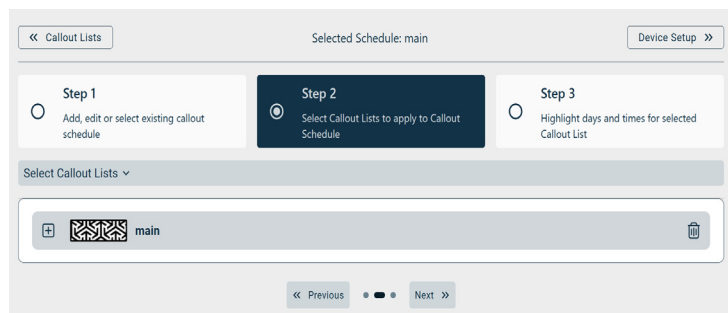 Callout Lists
Selected Schedule: main
Device Setup
Step 1
Add, edit or select existing callout
schedule
Step 2
Select Callout Lists to apply to Callout
Schedule
Step 3
Highlight days and times for selected
Callout List
Select Callout Lists
main
Previous
Next